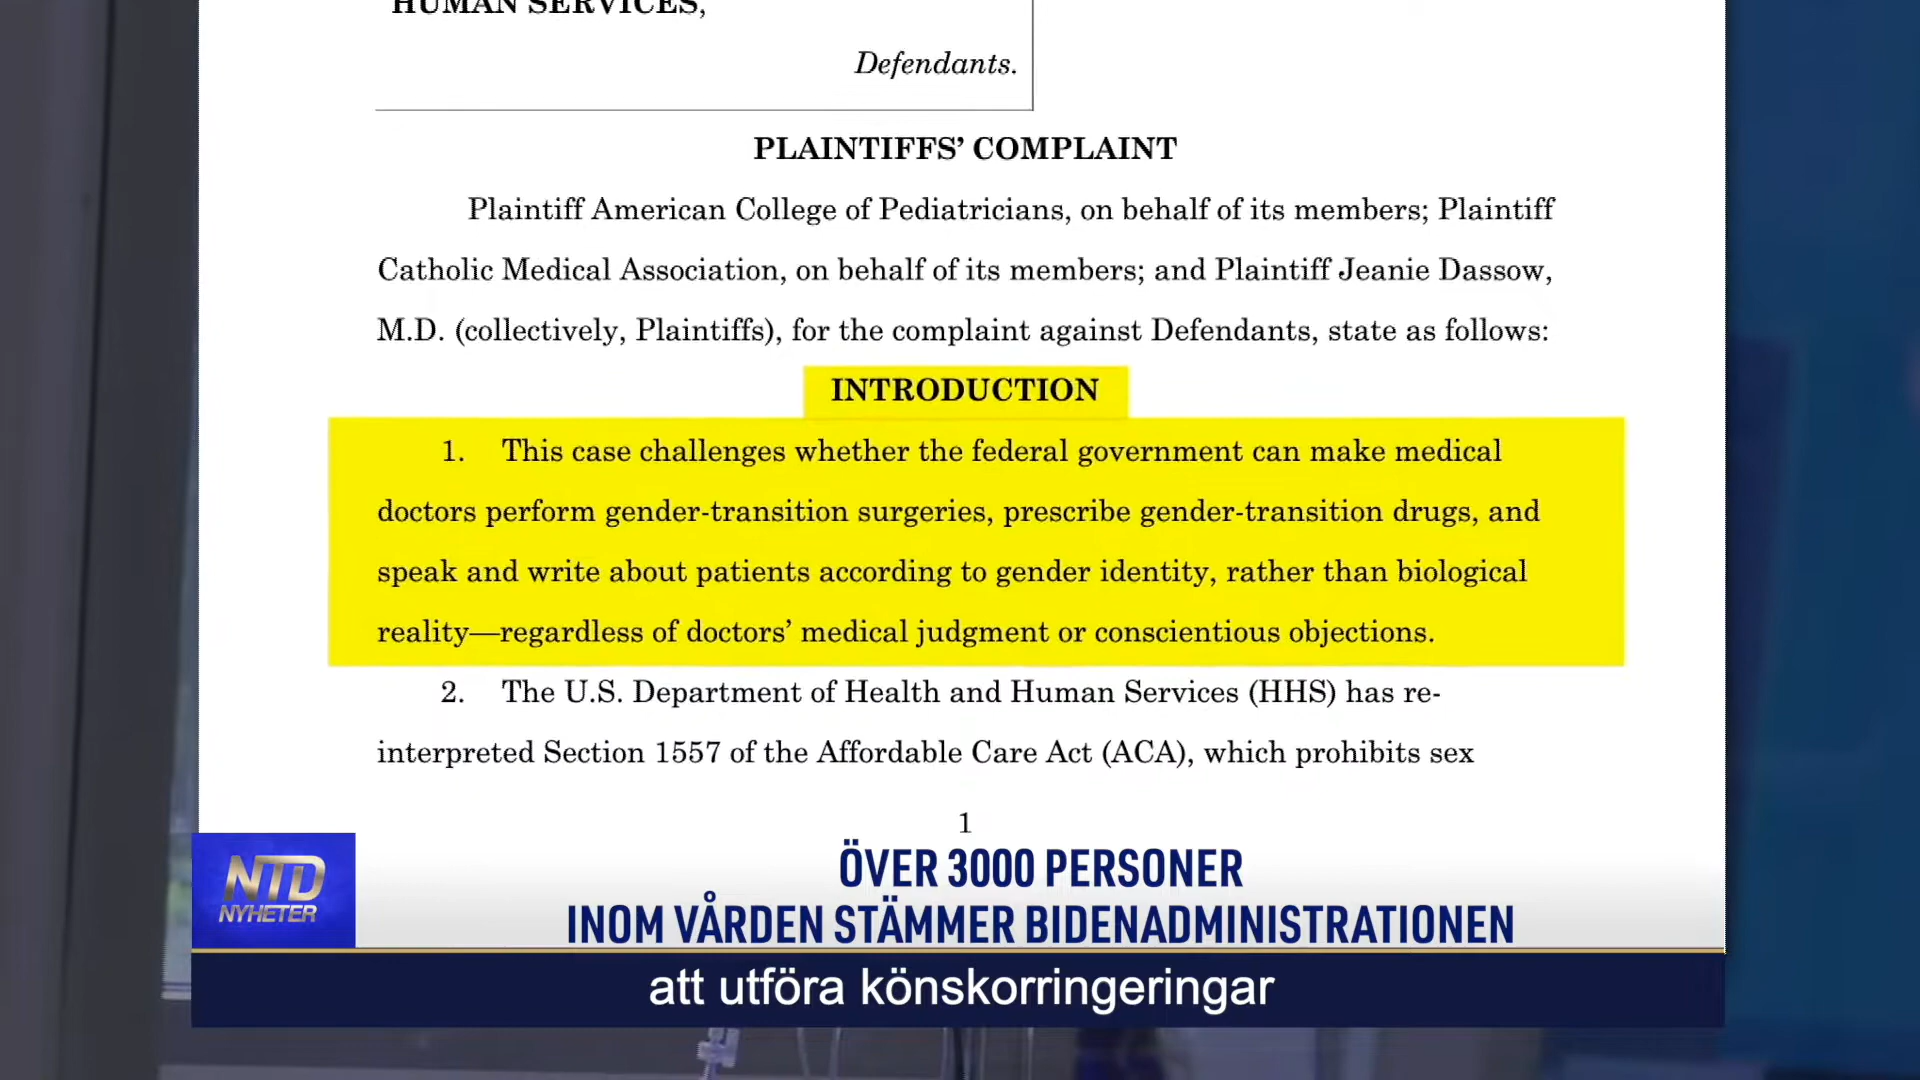 HUMAN SERVICES,
Defendants.
PLAINTIFFS’ COMPLAINT
Plaintiff American College of Pediatricians, on behalf of its members; Plaintiff
Catholic Medical Association, on behalf of its members; and Plaintiff Jeanie Dassow,
M.D. (collectively, Plaintiffs), for the complaint against Defendants, state as follows:
INTRODUCTION
1. This case challenges whether the federal government can make medical
doctors perform gender-transition surgeries, prescribe gender-transition drugs, and
speak and write about patients according to gender identity, rather than biological
reality—regardless of doctors’ medical judgment or conscientious objections.
2. The U.S. Department of Health and Human Services (HHS) has re-
interpreted Section 1557 of the Affordable Care Act (ACA), which prohibits sex
1
NTD
NYHETER
ÖVER 3000 PERSONER
INOM VÅRDEN STÄMMER BIDENADMINISTRATIONEN
att utföra könskorringeringar